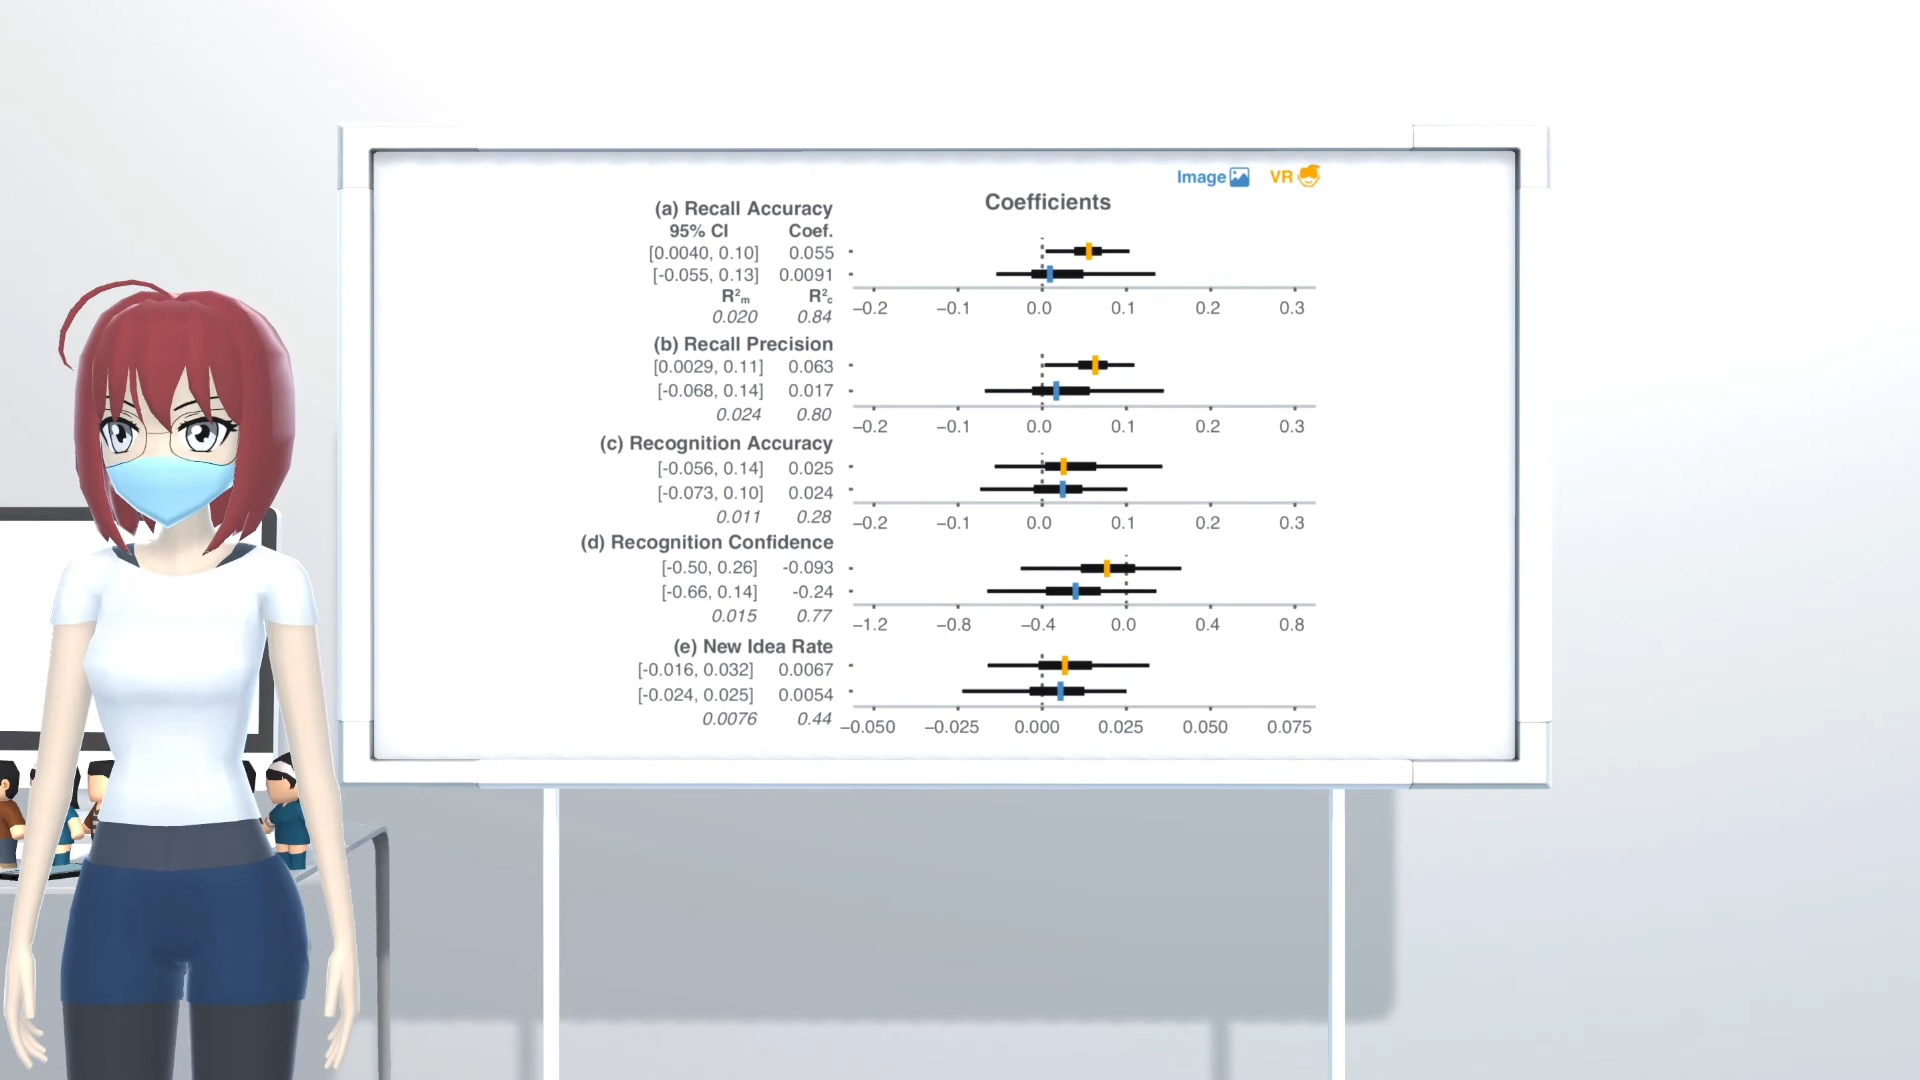 Image VR
Coefficients
(a) Recall Accuracy
95% CI Coef.
[0.0040, 0.10] 0.055
[-0.055, 0.13] 0.0091
R²m R²c
0.020 0.84
−0.2 −0.1 0.0 0.1 0.2 0.3
(b) Recall Precision
[0.0029, 0.11] 0.063
[-0.068, 0.14] 0.017
0.024 0.80
−0.2 −0.1 0.0 0.1 0.2 0.3
(c) Recognition Accuracy
[-0.056, 0.14] 0.025
[-0.073, 0.10] 0.024
0.011 0.28
−0.2 −0.1 0.0 0.1 0.2 0.3
(d) Recognition Confidence
[-0.50, 0.26] -0.093
[-0.66, 0.14] -0.24
0.015 0.77
−1.2 −0.8 −0.4 0.0 0.4 0.8
(e) New Idea Rate
[-0.016, 0.032] 0.0067
[-0.024, 0.025] 0.0054
0.0076 0.44
−0.050 −0.025 0.000 0.025 0.050 0.075